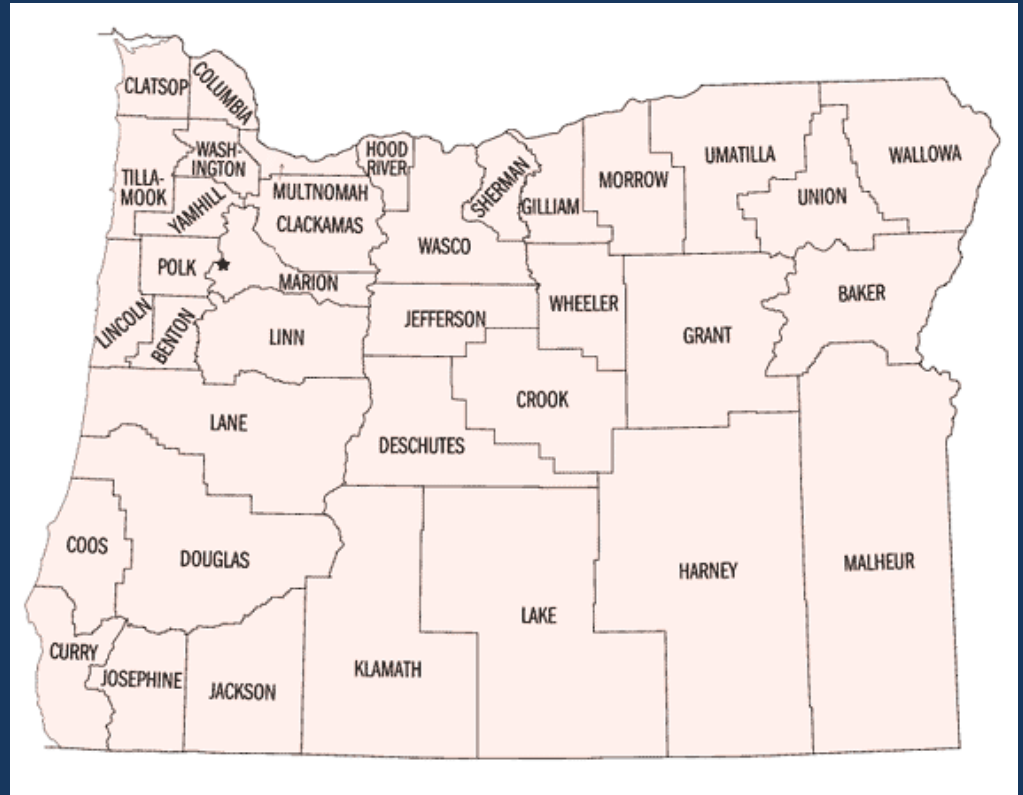 CLATSOP
COLUMBIA
WASH-
INGTON
HOOD
RIVER
TILLA-
MOOK
YAMHILL
MULTNOMAH
CLACKAMAS
SHERMAN
GILLIAM
MORROW
UMATILLA
UNION
WALLOWA
POLK
MARION
WASCO
LINCOLN
BENTON
LINN
JEFFERSON
WHEELER
GRANT
BAKER
LANE
DESCHUTES
CROOK
COOS
DOUGLAS
HARNEY
MALHEUR
LAKE
CURRY
JOSEPHINE
JACKSON
KLAMATH